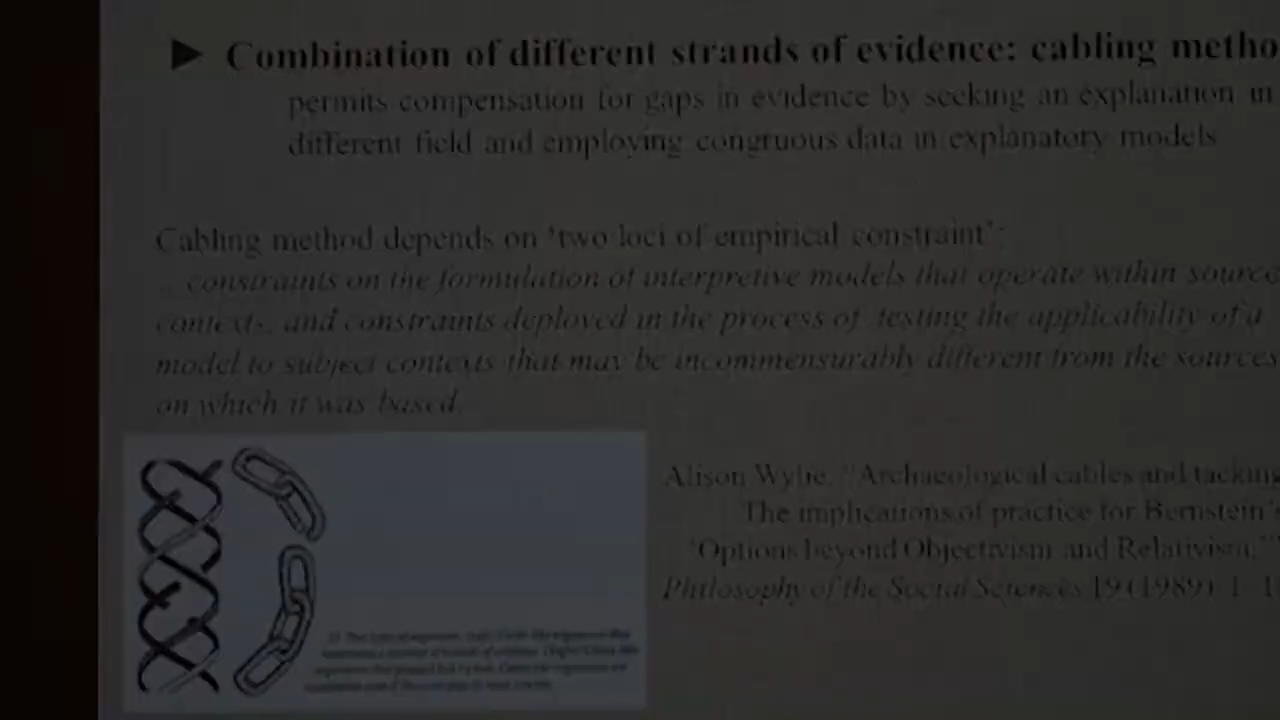 ► Combination of different strands of evidence: cabling metho
permits compensation for gaps in evidence by seeking an explanation in
different field and employing congruous data in explanatory models
Cabling method depends on 'two loci of empirical constraint':
constraints on the formulation of interpretive models that operate within source
contexts, and constraints deployed in the process of testing the applicability of a
model to subject contexts that may be incommensurably different from the sources
on which it was based.
Alison Wylie, "Archaeological cables and tacking
The implications of practice for Bernstein's
'Options beyond Objectivism and Relativism,'"
Philosophy of the Social Sciences 19 (1989) 1-1